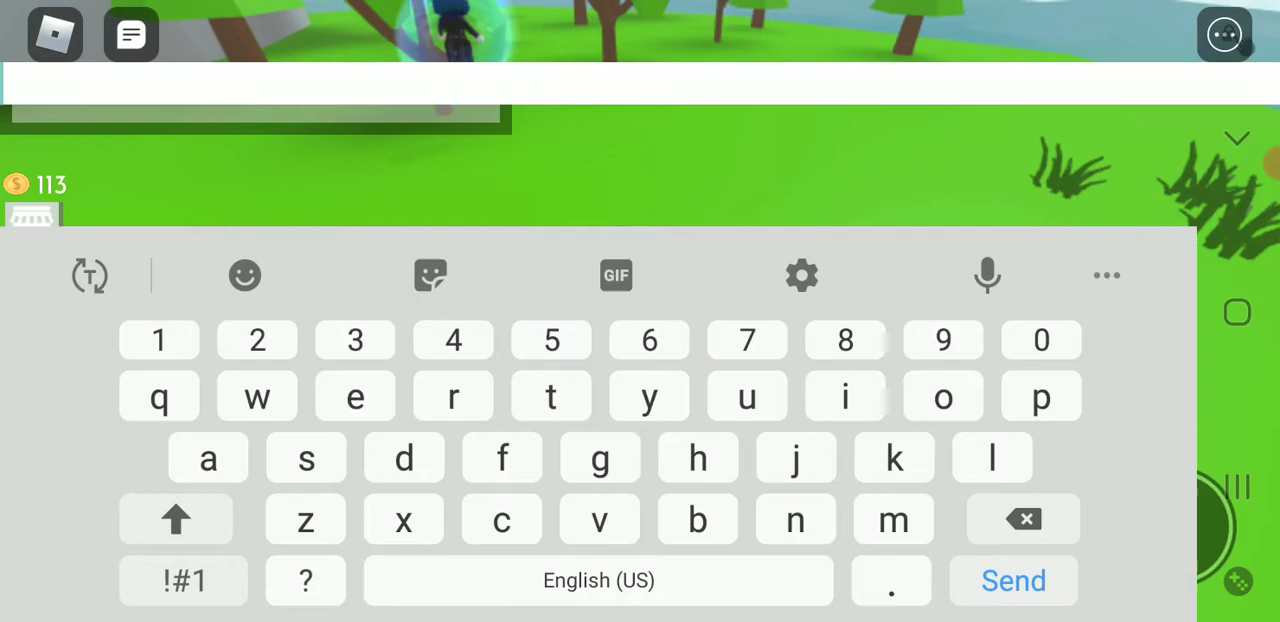 113
T
GIF
1 2 3 4 5 6 7 8 9 0
q w e r t y u i o p
a s d f g h j k l
z x c v b n m
!#1 ? English (US) . Send